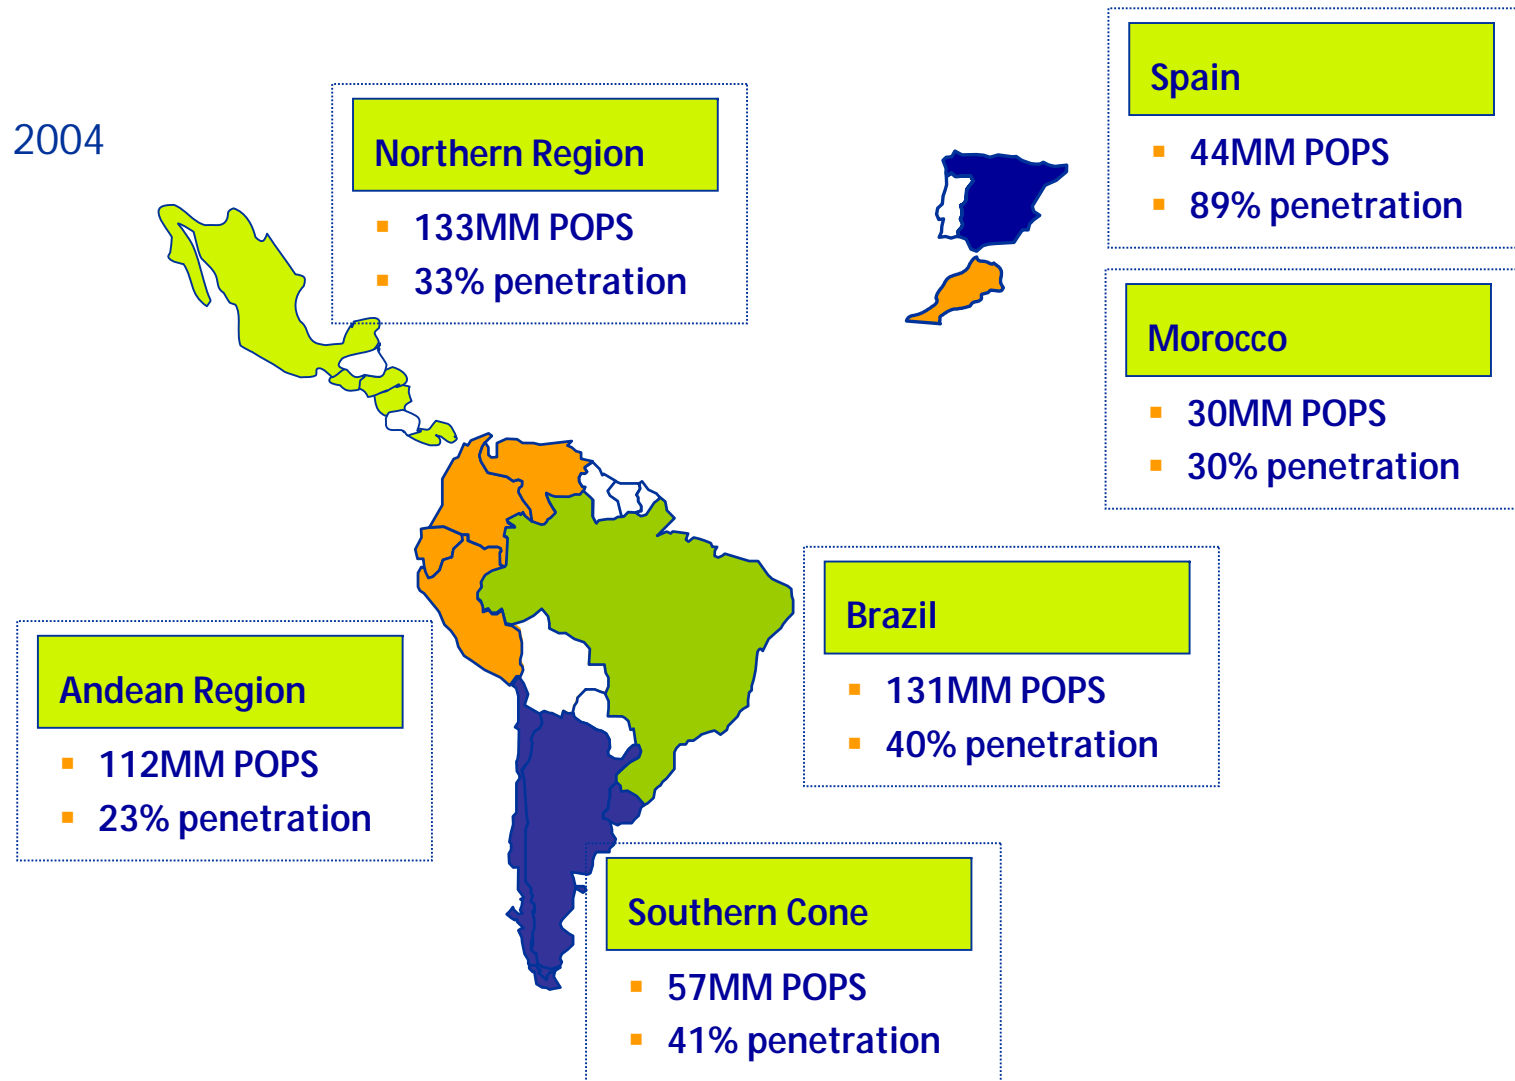 2004
Northern Region
133MM POPS
33% penetration
Spain
44MM POPS
89% penetration
Morocco
30MM POPS
30% penetration
Brazil
131MM POPS
40% penetration
Andean Region
112MM POPS
23% penetration
Southern Cone
57MM POPS
41% penetration